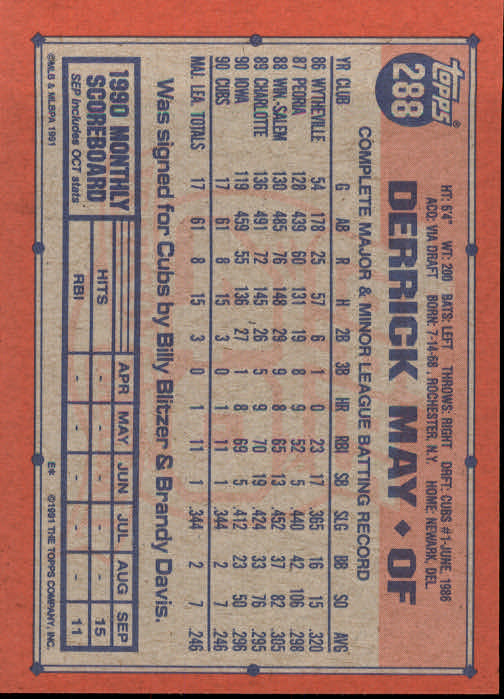 topps®
288
HT: 6'4" WT: 200 BATS: LEFT THROWS: RIGHT DRAFT: CUBS #1-JUNE, 1986
ACQ: VIA DRAFT BORN: 7-14-68 ROCHESTER, N.Y. HOME: NEWARK, DEL.
DERRICK MAY ◆ OF
COMPLETE MAJOR & MINOR LEAGUE BATTING RECORD
YR CLUB G AB R H 2B 3B HR RBI SB SLG BB SO AVG
86 WYTHEVILLE 54 178 25 57 6 1 0 23 17 .365 16 15 .320
87 PEORIA 128 439 60 131 19 8 9 52 5 .440 42 106 .298
88 WIN.-SALEM 130 485 76 148 29 9 8 65 13 .452 37 82 .305
89 CHARLOTTE 136 491 72 145 26 5 9 70 19 .424 33 76 .295
90 IOWA 119 459 55 136 27 1 8 69 5 .412 23 50 .296
90 CUBS 17 61 8 15 3 0 1 11 1 .344 2 7 .246
MAJ. LEA. TOTALS 17 61 8 15 3 0 1 11 1 .344 2 7 .246
Was signed for Cubs by Billy Blitzer & Brandy Davis.
1990 MONTHLY SCOREBOARD
SEP includes OCT stats
APR MAY JUN JUL AUG SEP
HITS - - - - - 15
RBI - - - - - 11
©MLB & MLBPA 1991
E* ©1991 THE TOPPS COMPANY, INC.